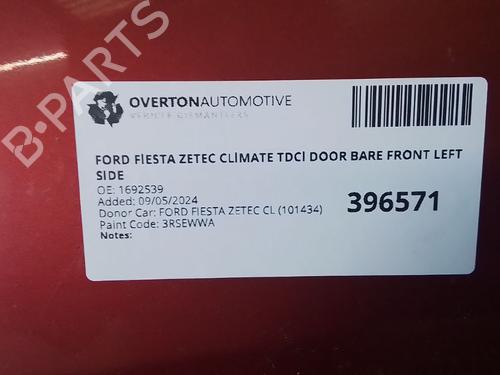 B-PARTS
OVERTONAUTOMOTIVE
VEHICLE DISMANTLERS
FORD FIESTA ZETEC CLIMATE TDCI DOOR BARE FRONT LEFT
SIDE
OE: 1692539
Added: 09/05/2024
Donor Car: FORD FIESTA ZETEC CL (101434)
Paint Code: 3RSEWWA
Notes:
396571